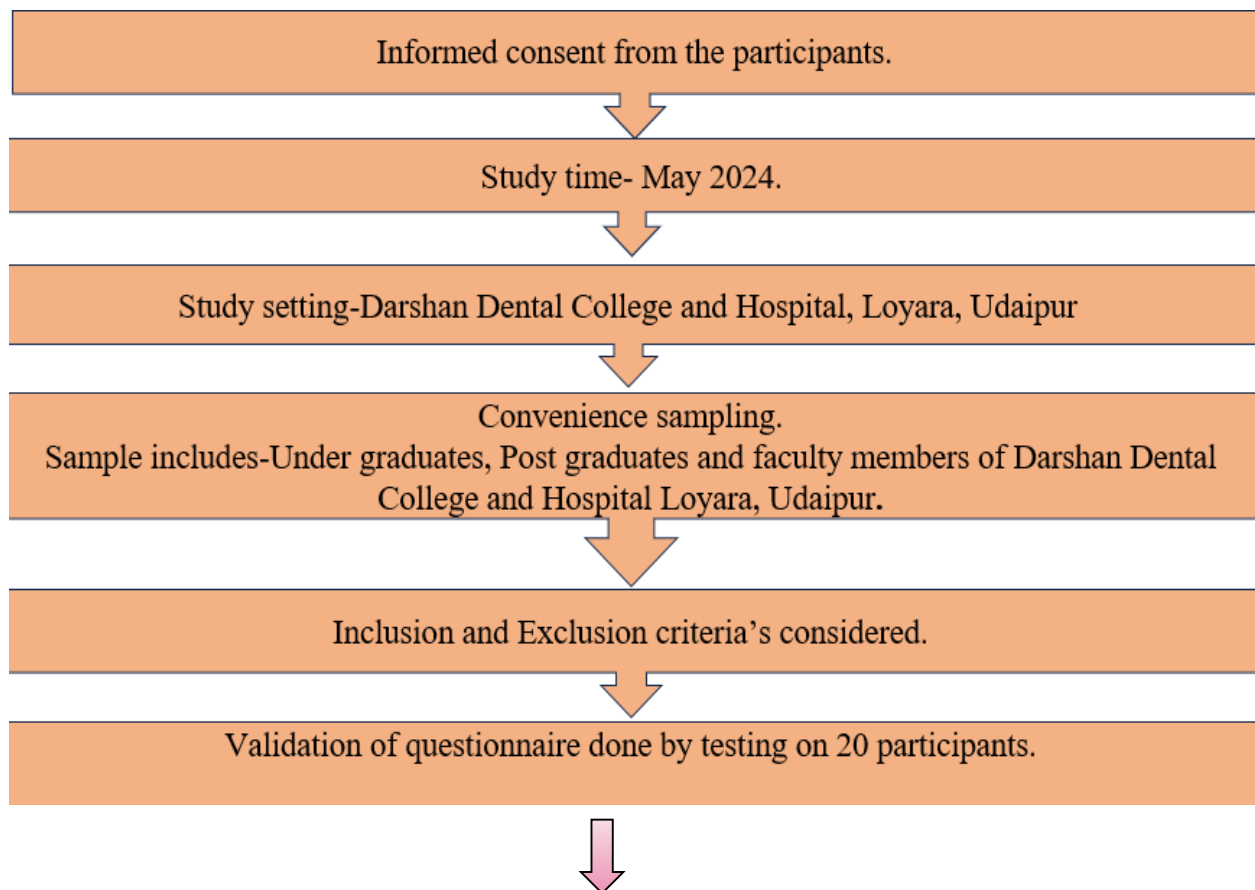 Informed consent from the participants.
Study time- May 2024.
Study setting-Darshan Dental College and Hospital, Loyara, Udaipur
Convenience sampling.
Sample includes-Under graduates, Post graduates and faculty members of Darshan Dental
College and Hospital Loyara, Udaipur.
Inclusion and Exclusion criteria’s considered.
Validation of questionnaire done by testing on 20 participants.